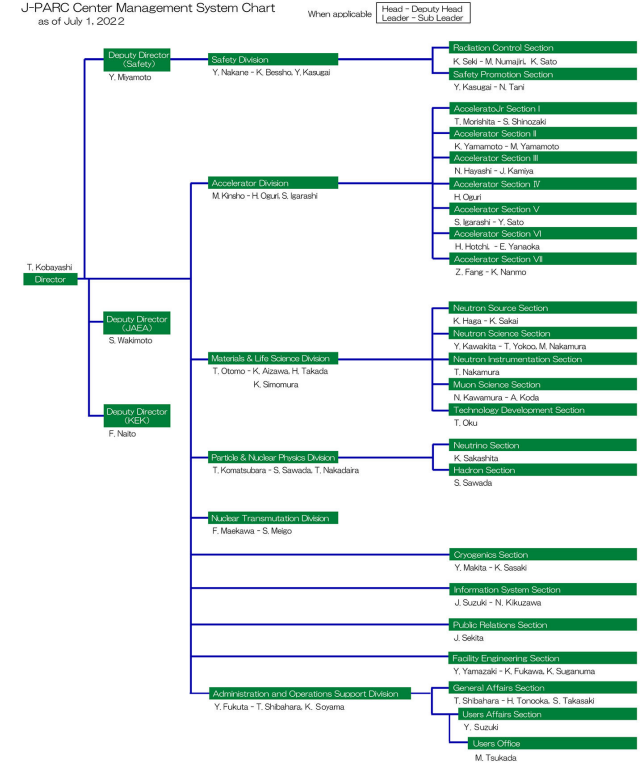 J-PARC Center Management System Chart
as of July 1, 2022
When applicable
Head - Deputy Head
Leader - Sub Leader
T. Kobayashi
Director
Deputy Director
(Safety)
Y. Miyamoto
Safety Division
Y. Nakane - K. Bessho, Y. Kasugai
Radiation Control Section
K. Seki - M. Numajiri, K. Sato
Safety Promotion Section
Y. Kasugai - N. Tani
Accelerator Division
M. Kinsho - H. Oguri, S. Igarashi
AcceleratoJr Section I
T. Morishita - S. Shinozaki
Accelerator Section II
K. Yamamoto - M. Yamamoto
Accelerator Section III
N. Hayashi - J. Kamiya
Accelerator Section IV
H. Oguri
Accelerator Section V
S. Igarashi - Y. Sato
Accelerator Section VI
H. Hotchi, - E. Yanaoka
Accelerator Section VII
Z. Fang - K. Nanmo
Deputy Director
(JAEA)
S. Wakimoto
Deputy Director
(KEK)
F. Naito
Materials & Life Science Division
T. Otomo - K. Aizawa, H. Takada
K. Simomura
Neutron Source Section
K. Haga - K. Sakai
Neutron Science Section
Y. Kawakita - T. Yokoo, M. Nakamura
Neutron Instrumentation Section
T. Nakamura
Muon Science Section
N. Kawamura - A. Koda
Technology Development Section
T. Oku
Particle & Nuclear Physics Division
T. Komatsubara - S. Sawada, T. Nakadaira
Neutrino Section
K. Sakashita
Hadron Section
S. Sawada
Nuclear Transmutation Division
F. Maekawa - S. Meigo
Cryogenics Section
Y. Makita - K. Sasaki
Information System Section
J. Suzuki - N. Kikuzawa
Public Relations Section
J. Sekita
Facility Engineering Section
Y. Yamazaki - K. Fukawa, K. Suganuma
Administration and Operations Support Division
Y. Fukuta - T. Shibahara, K. Soyama
General Affairs Section
T. Shibahara - H. Tonooka, S. Takasaki
Users Affairs Section
Y. Suzuki
Users Office
M. Tsukada